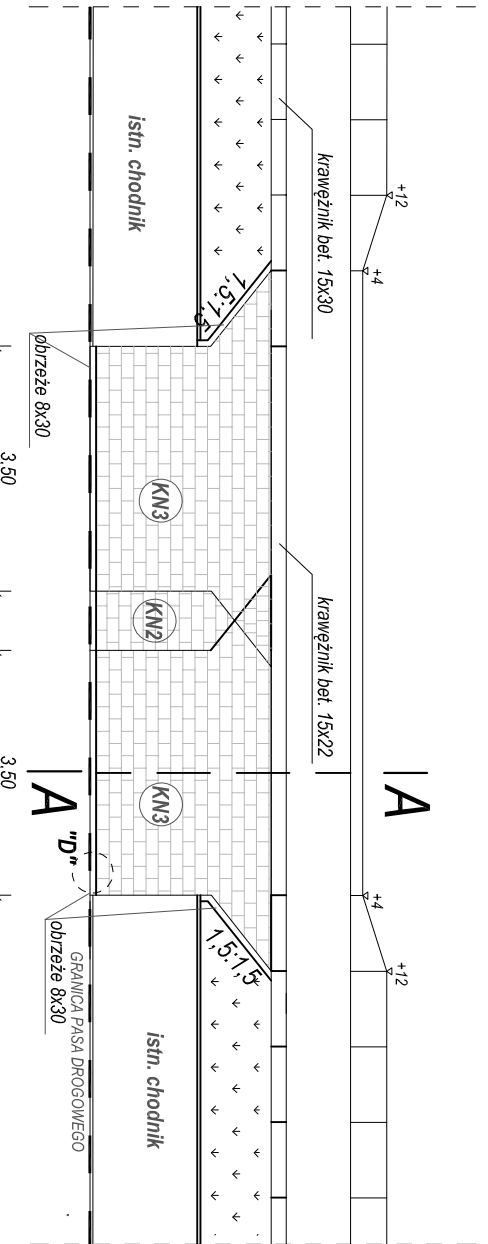 +12
+4
+4
+12
krawężnik bet. 15x30
krawężnik bet. 15x22
A
1,5:1,5
1,5:1,5
istn. chodnik
KN3
KN2
KN3
istn. chodnik
"D"
A
obrzeże 8x30
obrzeże 8x30
GRANICA PASA DROGOWEGO
3.50
3.50